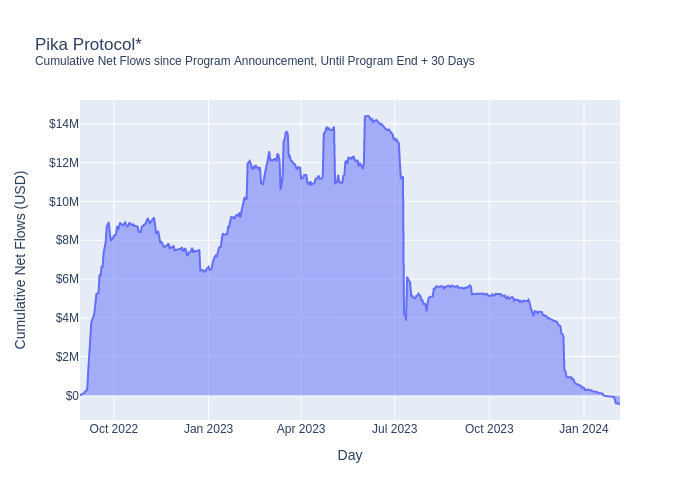 Pika Protocol*
Cumulative Net Flows since Program Announcement, Until Program End + 30 Days
$14M
$12M
$10M
$8M
$6M
$4M
$2M
$0
Cumulative Net Flows (USD)
Oct 2022
Jan 2023
Apr 2023
Jul 2023
Oct 2023
Jan 2024
Day